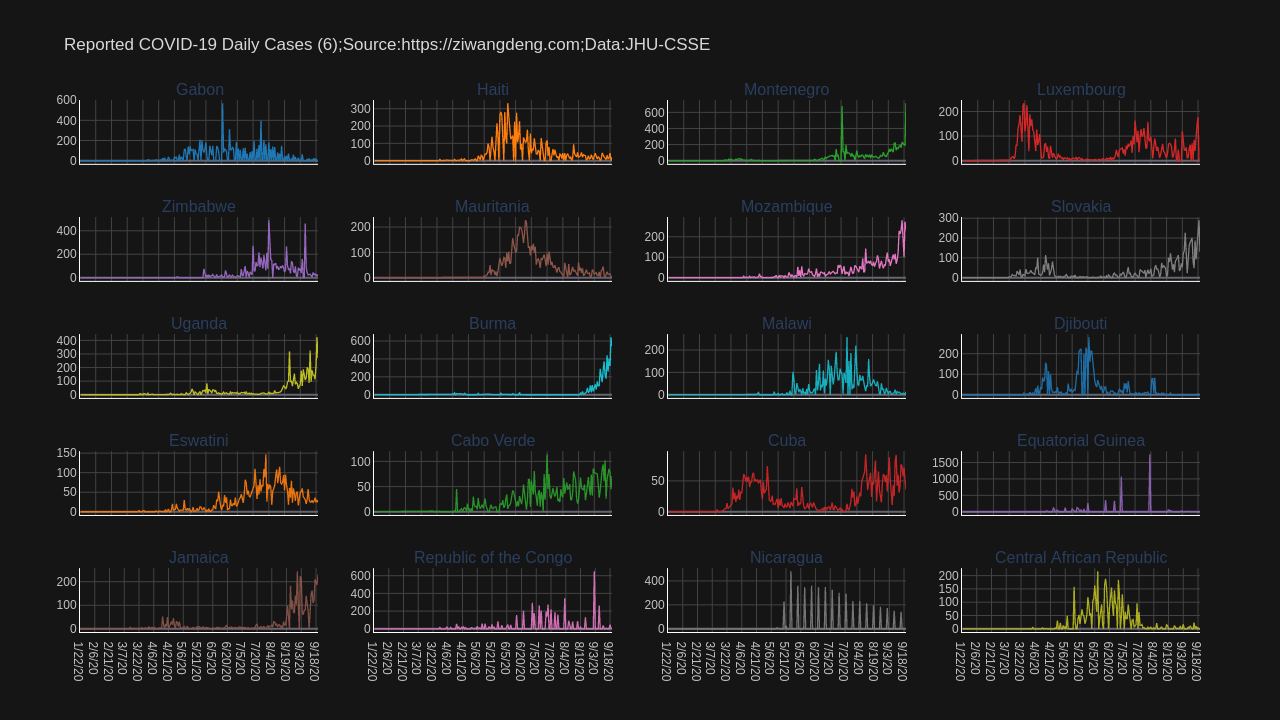 Reported COVID-19 Daily Cases (6);Source:https://ziwangdeng.com;Data:JHU-CSSE
Gabon Haiti Montenegro Luxembourg
600 400 200 0
300 200 100 0
600 400 200 0
200 100 0
Zimbabwe Mauritania Mozambique Slovakia
400 200 0
200 100 0
200 100 0
300 200 100 0
Uganda Burma Malawi Djibouti
400 300 200 100 0
600 400 200 0
200 100 0
200 100 0
Eswatini Cabo Verde Cuba Equatorial Guinea
150 100 50 0
100 50 0
50 0
1500 1000 500 0
Jamaica Republic of the Congo Nicaragua Central African Republic
200 100 0
600 400 200 0
400 200 0
200 150 100 50 0
1/22/20 2/6/20 2/21/20 3/7/20 3/22/20 4/6/20 4/21/20 5/6/20 5/21/20 6/5/20 6/20/20 7/5/20 7/20/20 8/4/20 8/19/20 9/3/20 9/18/20
1/22/20 2/6/20 2/21/20 3/7/20 3/22/20 4/6/20 4/21/20 5/6/20 5/21/20 6/5/20 6/20/20 7/5/20 7/20/20 8/4/20 8/19/20 9/3/20 9/18/20
1/22/20 2/6/20 2/21/20 3/7/20 3/22/20 4/6/20 4/21/20 5/6/20 5/21/20 6/5/20 6/20/20 7/5/20 7/20/20 8/4/20 8/19/20 9/3/20 9/18/20
1/22/20 2/6/20 2/21/20 3/7/20 3/22/20 4/6/20 4/21/20 5/6/20 5/21/20 6/5/20 6/20/20 7/5/20 7/20/20 8/4/20 8/19/20 9/3/20 9/18/20